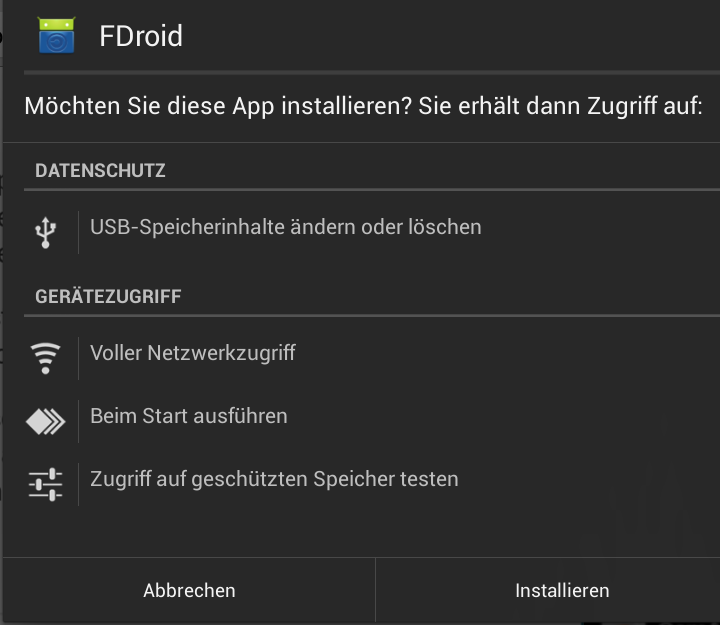 FDroid
Möchten Sie diese App installieren? Sie erhält dann Zugriff auf:
DATENSCHUTZ
USB-Speicherinhalte ändern oder löschen
GERÄTEZUGRIFF
Voller Netzwerkzugriff
Beim Start ausführen
Zugriff auf geschützten Speicher testen
Abbrechen
Installieren